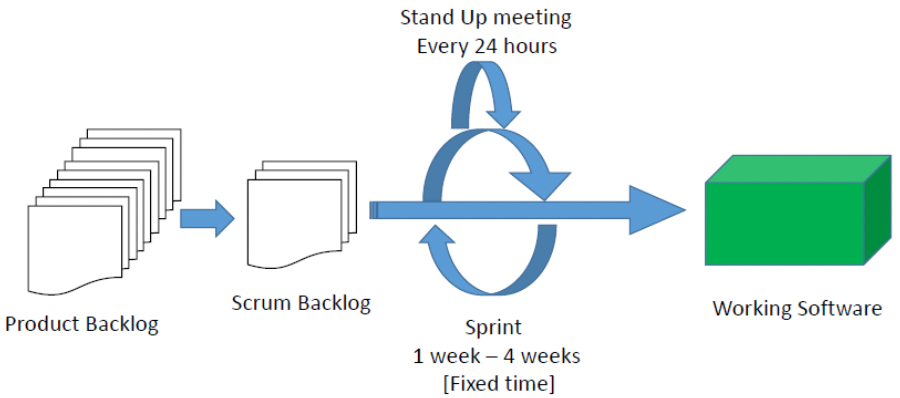 Stand Up meeting
Every 24 hours
Product Backlog
Scrum Backlog
Sprint
1 week – 4 weeks
[Fixed time]
Working Software